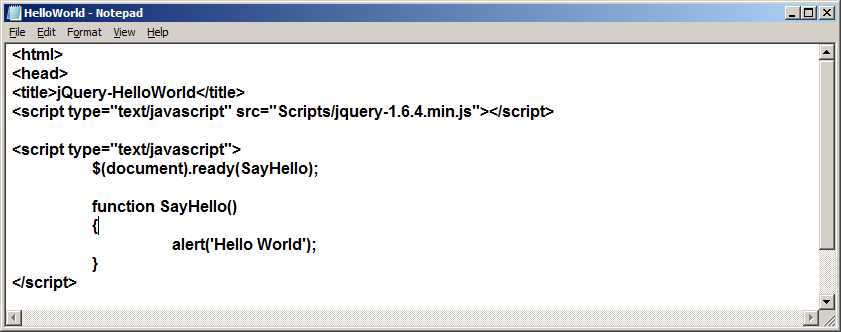 HelloWorld - Notepad
File Edit Format View Help
<html>
<head>
<title>jQuery-HelloWorld</title>
<script type="text/javascript" src="Scripts/jquery-1.6.4.min.js"></script>
<script type="text/javascript">
$(document).ready(SayHello);
function SayHello()
{
alert('Hello World');
}
</script>